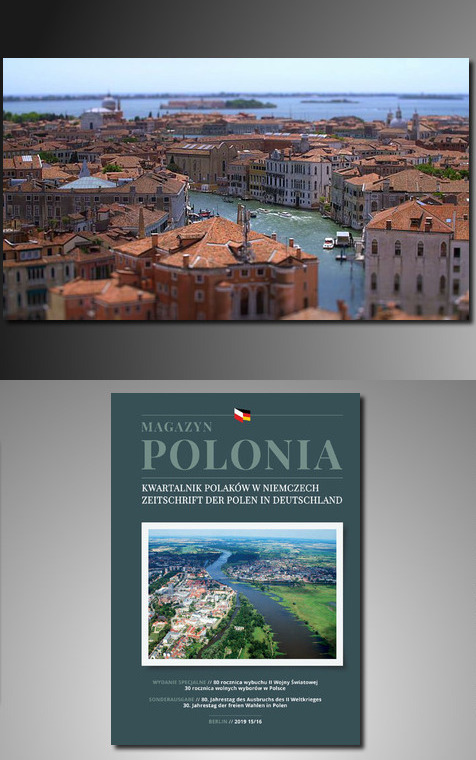 MAGAZYN
POLONIA
KWARTALNIK POLAKÓW W NIEMCZECH
ZEITSCHRIFT DER POLEN IN DEUTSCHLAND
WYDANIE SPECJALNE // 80 rocznica wybuchu II Wojny Światowej
30 rocznica wolnych wyborów w Polsce
SONDERAUSGABE // 80. Jahrestag des Ausbruchs des II Weltkrieges
30. Jahrestag der freien Wahlen in Polen
BERLIN // 2019 15/16